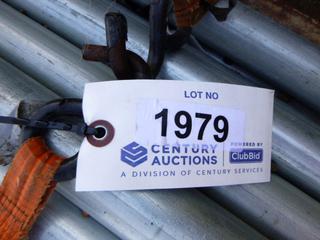 LOT NO
1979
CENTURY
AUCTIONS
POWERED BY
ClubBid
A DIVISION OF CENTURY SERVICES